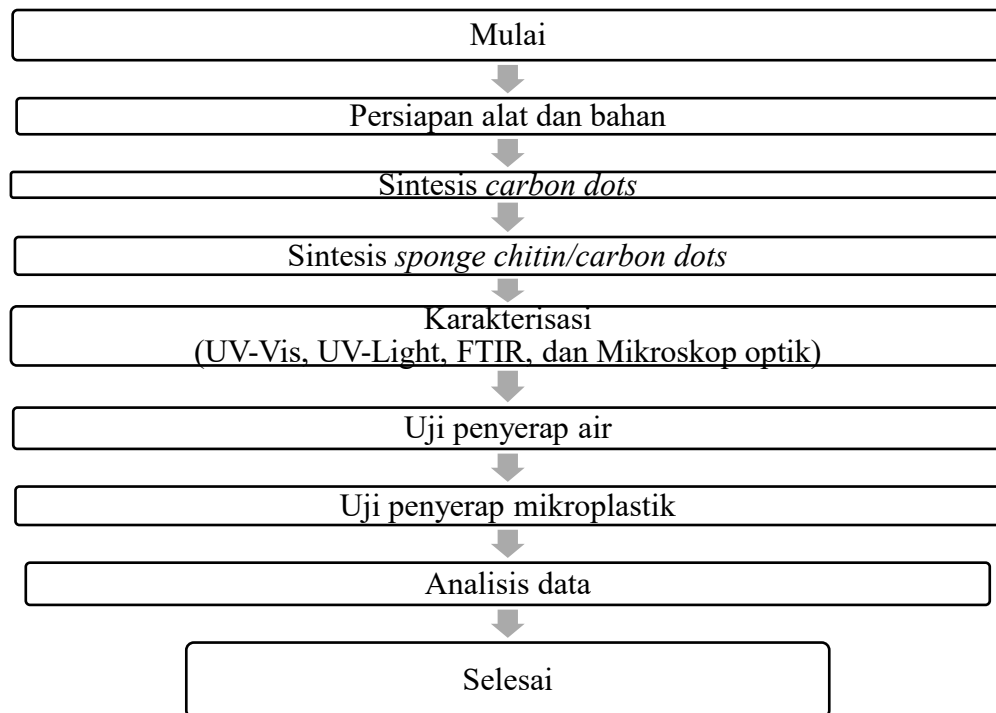 Mulai
Persiapan alat dan bahan
Sintesis carbon dots
Sintesis sponge chitin/carbon dots
Karakterisasi
(UV-Vis, UV-Light, FTIR, dan Mikroskop optik)
Uji penyerap air
Uji penyerap mikroplastik
Analisis data
Selesai